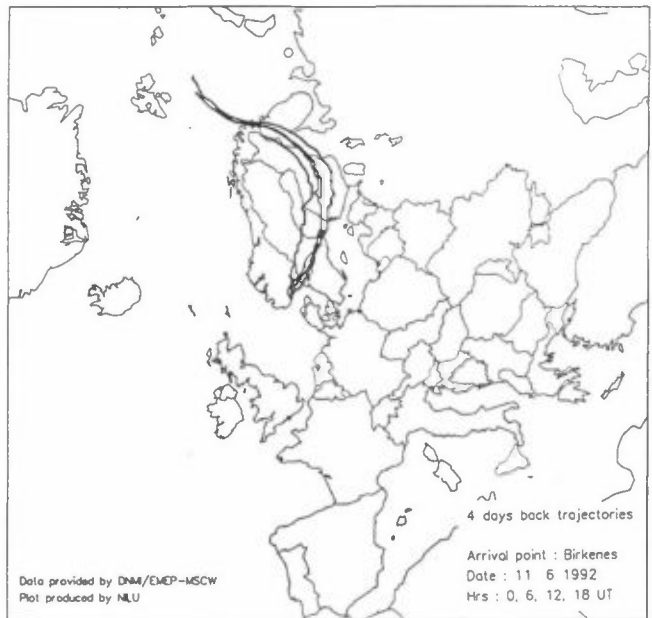 4 days back trajectories
Arrival point : Birkenes
Date : 11 6 1992
Hrs : 0, 6, 12, 18 UT
Data provided by DNMI/EMEP-MSCW
Plot produced by NILU